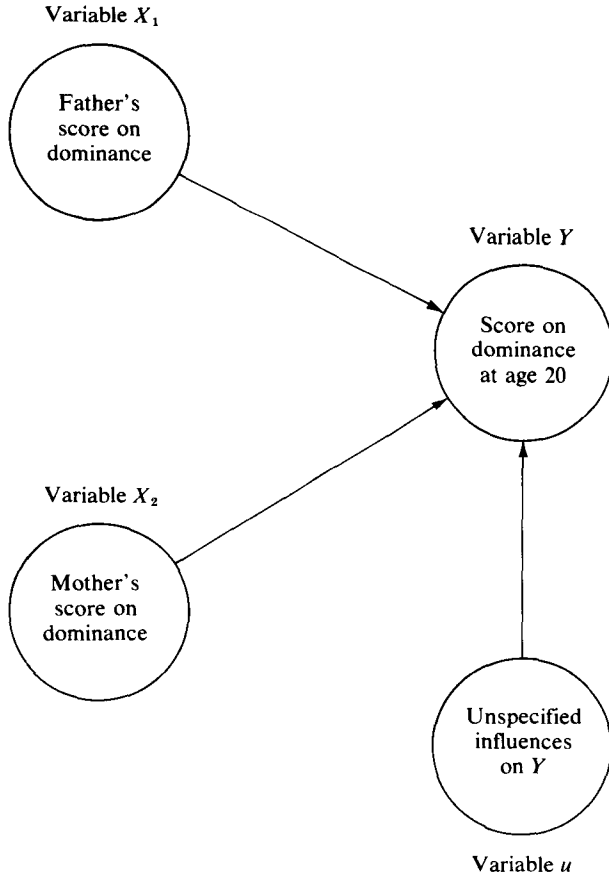 Variable X₁
Father's
score on
dominance
Variable Y
Score on
dominance
at age 20
Variable X₂
Mother's
score on
dominance
Unspecified
influences
on Y
Variable u